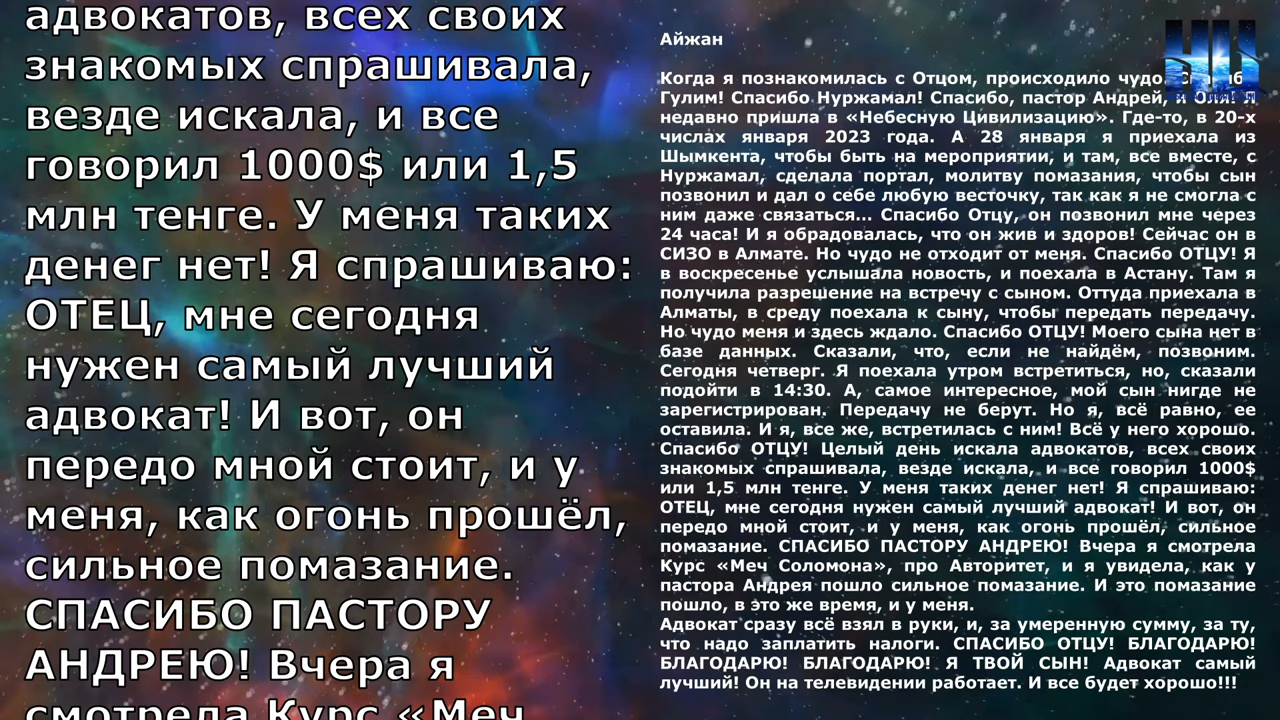 адвокатов, всех своих
знакомых спрашивала,
везде искала, и все
говорил 1000$ или 1,5
млн тенге. У меня таких
денег нет! Я спрашиваю:
ОТЕЦ, мне сегодня
нужен самый лучший
адвокат! И вот, он
передо мной стоит, и у
меня, как огонь прошёл,
сильное помазание.
СПАСИБО ПАСТОРУ
АНДРЕЮ! Вчера я
смотрела Курс «Меч
Айжан
Когда я познакомилась с Отцом, происходило чудо.
Гулим! Спасибо Нуржамал! Спасибо, пастор Андрей, и
недавно пришла в «Небесную Цивилизацию». Где-то, в 20-х
числах января 2023 года. А 28 января я приехала из
Шымкента, чтобы быть на мероприятии, и там, все вместе, с
Нуржамал, сделала портал, молитву помазания, чтобы сын
позвонил и дал о себе любую весточку, так как я не смогла с
ним даже связаться... Спасибо Отцу, он позвонил мне через
24 часа! И я обрадовалась, что он жив и здоров! Сейчас он в
СИЗО в Алмате. Но чудо не отходит от меня. Спасибо ОТЦУ! Я
в воскресенье услышала новость, и поехала в Астану. Там я
получила разрешение на встречу с сыном. Оттуда приехала в
Алматы, в среду поехала к сыну, чтобы передать передачу.
Но чудо меня и здесь ждало. Спасибо ОТЦУ! Моего сына нет в
базе данных. Сказали, что, если не найдём, позвоним.
Сегодня четверг. Я поехала утром встретиться, но, сказали
подойти в 14:30. А, самое интересное, мой сын нигде не
зарегистрирован. Передачу не берут. Но я, всё равно, ее
оставила. И я, все же, встретилась с ним! Всё у него хорошо.
Спасибо ОТЦУ! Целый день искала адвокатов, всех своих
знакомых спрашивала, везде искала, и все говорил 1000$
или 1,5 млн тенге. У меня таких денег нет! Я спрашиваю:
ОТЕЦ, мне сегодня нужен самый лучший адвокат! И вот, он
передо мной стоит, и у меня, как огонь прошёл, сильное
помазание. СПАСИБО ПАСТОРУ АНДРЕЮ! Вчера я смотрела
Курс «Меч Соломона», про Авторитет, и я увидела, как у
пастора Андрея пошло сильное помазание. И это помазание
пошло, в это же время, и у меня.
Адвокат сразу всё взял в руки, и, за умеренную сумму, за ту,
что надо заплатить налоги. СПАСИБО ОТЦУ! БЛАГОДАРЮ!
БЛАГОДАРЮ! БЛАГОДАРЮ! Я ТВОЙ СЫН! Адвокат самый
лучший! Он на телевидении работает. И все будет хорошо!!!
НЦ